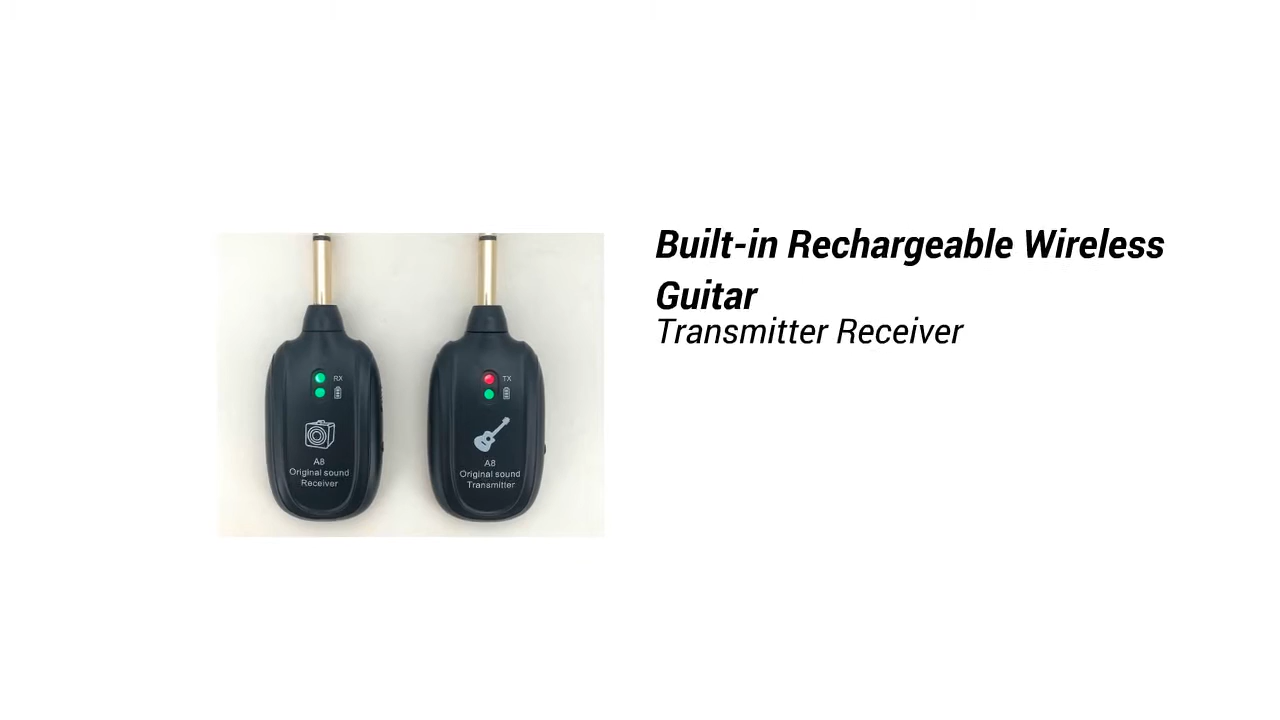 Built-in Rechargeable Wireless
Guitar
Transmitter Receiver
RX
A8
Original sound
Receiver
TX
A8
Original sound
Transmitter